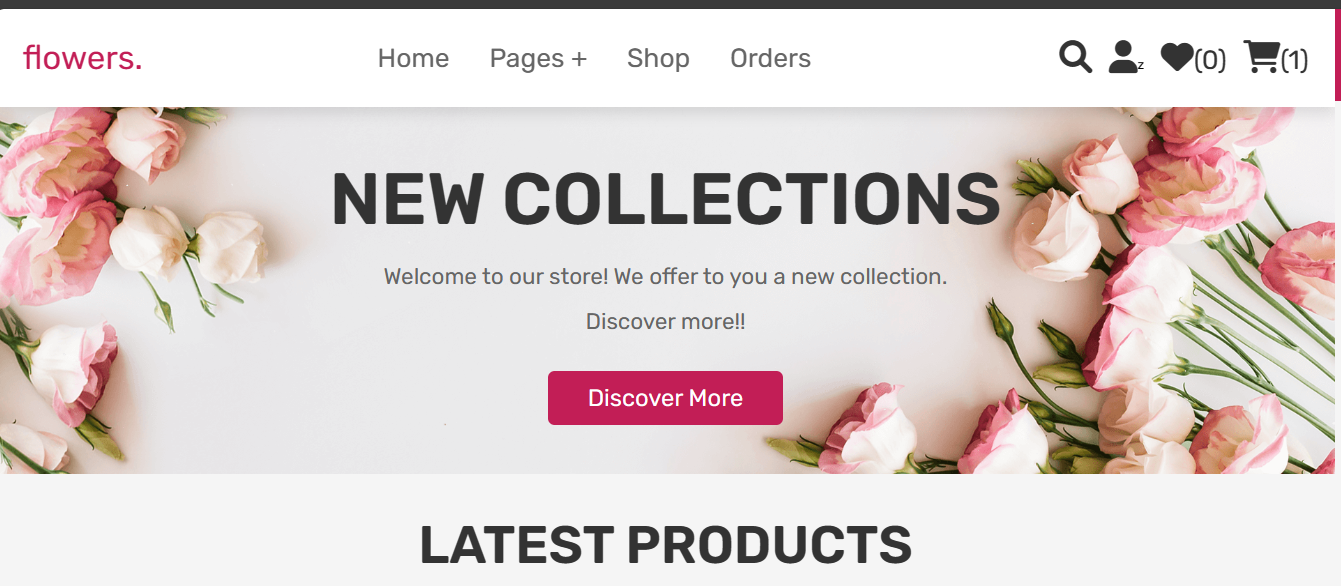 flowers. Home Pages + Shop Orders z (0) (1)
NEW COLLECTIONS
Welcome to our store! We offer to you a new collection.
Discover more!!
Discover More
LATEST PRODUCTS